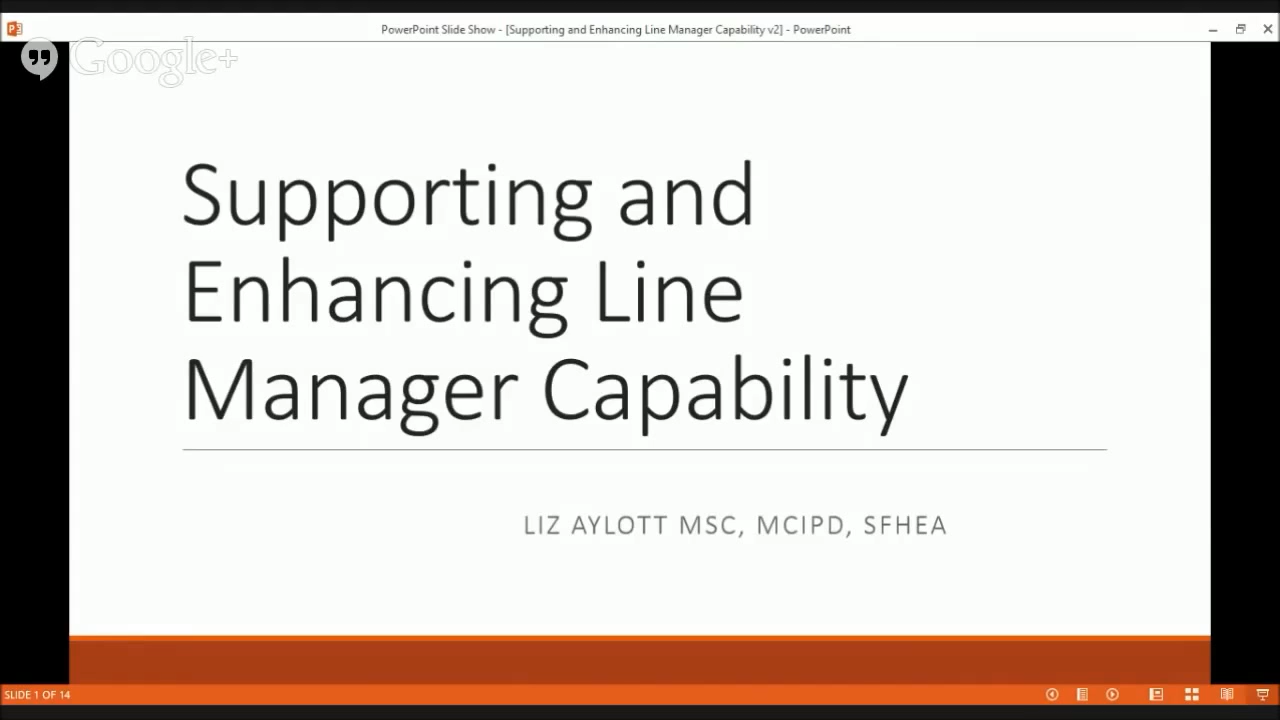 PowerPoint Slide Show - [Supporting and Enhancing Line Manager Capability v2] - PowerPoint
Google+
Supporting and
Enhancing Line
Manager Capability
LIZ AYLOTT MSC, MCIPD, SFHEA
SLIDE 1 OF 14